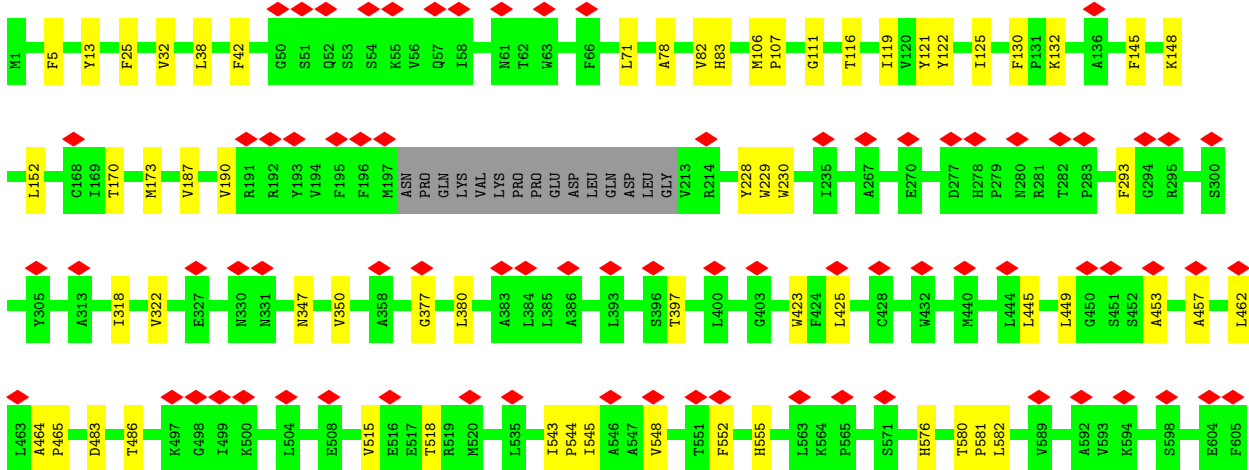 M1 F5 Y13 F25 V32 L38 F42 G50 S51 Q52 S53 S54 K55 V56 Q57 I58 N61 T62 W63 F66 L71 A78 V82 H83 M106 P107 G111 T116 I119 V120 Y121 Y122 I125 F130 P131 K132 A136 F145 K148
L152 C168 I169 T170 M173 V187 V190 R191 R192 Y193 V194 F195 F196 M197 ASN PRO GLN LYS VAL LYS PRO PRO GLU ASP LEU GLN ASP LEU GLY V213 R214 Y228 W229 W230 I235 A267 E270 D277 H278 P279 N280 R281 T282 P283 F293 G294 R295 S300
Y305 A313 I318 V322 E327 N330 N331 N347 V350 A358 G377 L380 A383 L384 L385 A386 L393 S396 T397 L400 G403 W423 F424 L425 C428 W432 M440 L444 L445 L449 G450 S451 S452 A453 A457 L462
L463 A464 P465 D483 T486 K497 G498 I499 K500 L504 E508 V515 E516 E517 T518 R519 M520 L535 I543 P544 I545 A546 A547 V548 T551 F552 H555 L563 K564 P565 S571 H576 T580 P581 L582 V589 A592 V593 K594 S598 E604 F605